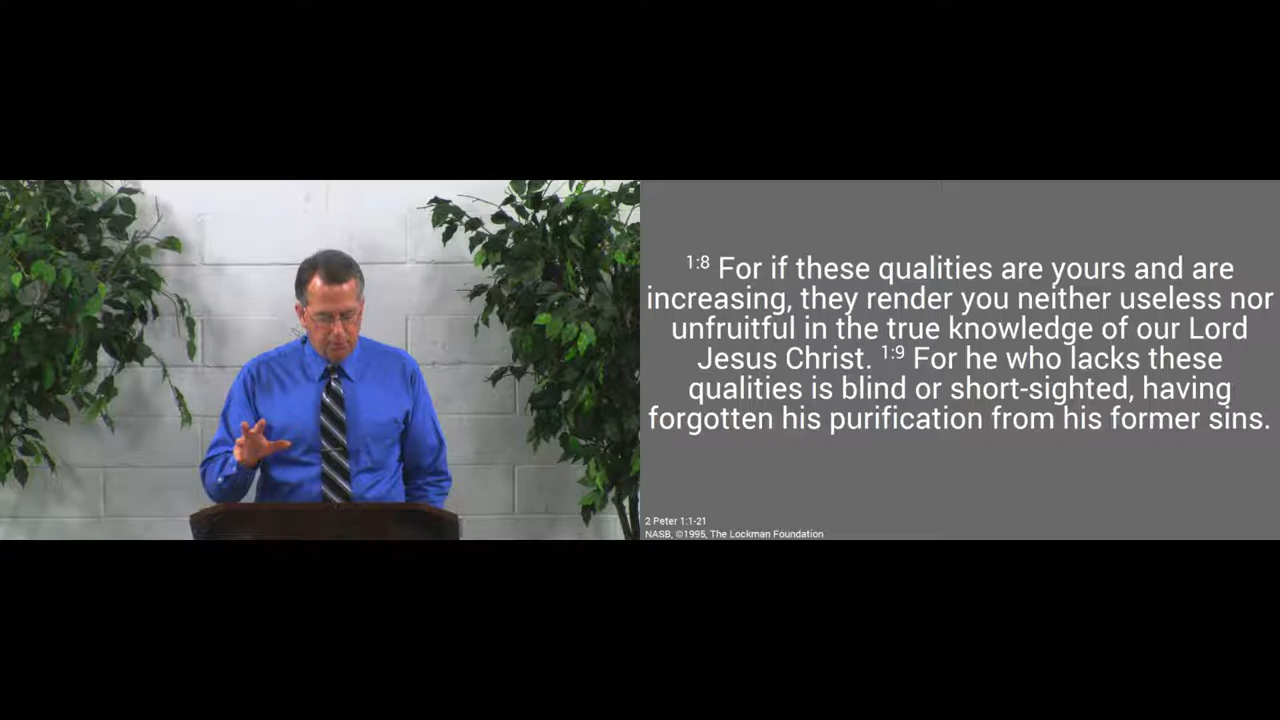 1:8 For if these qualities are yours and are
increasing, they render you neither useless nor
unfruitful in the true knowledge of our Lord
Jesus Christ. 1:9 For he who lacks these
qualities is blind or short-sighted, having
forgotten his purification from his former sins.
2 Peter 1:1-21
NASB, ©1995, The Lockman Foundation